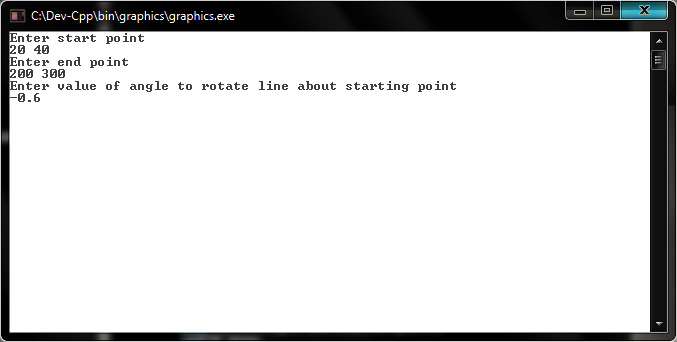 C:\Dev-Cpp\bin\graphics\graphics.exe
Enter start point
20 40
Enter end point
200 300
Enter value of angle to rotate line about starting point
-0.6